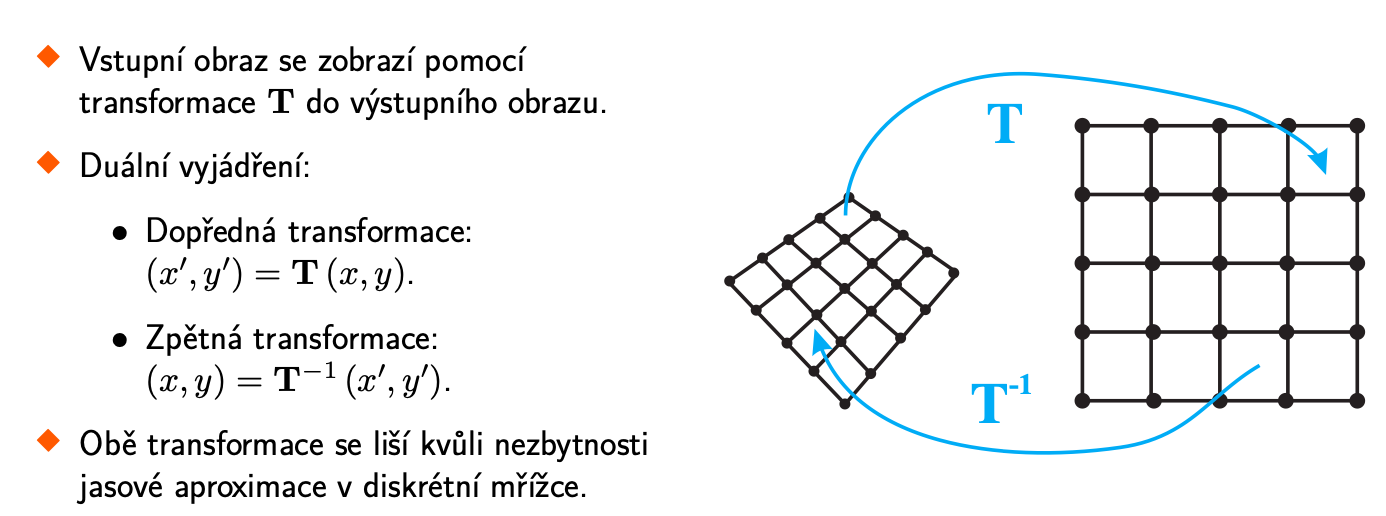 Vstupní obraz se zobrazí pomocí
transformace T do výstupního obrazu.
Duální vyjádření:
Dopředná transformace:
(x′, y′) = T (x, y).
Zpětná transformace:
(x, y) = T⁻¹ (x′, y′).
Obě transformace se liší kvůli nezbytnosti
jasové aproximace v diskrétní mřížce.
T
T⁻¹